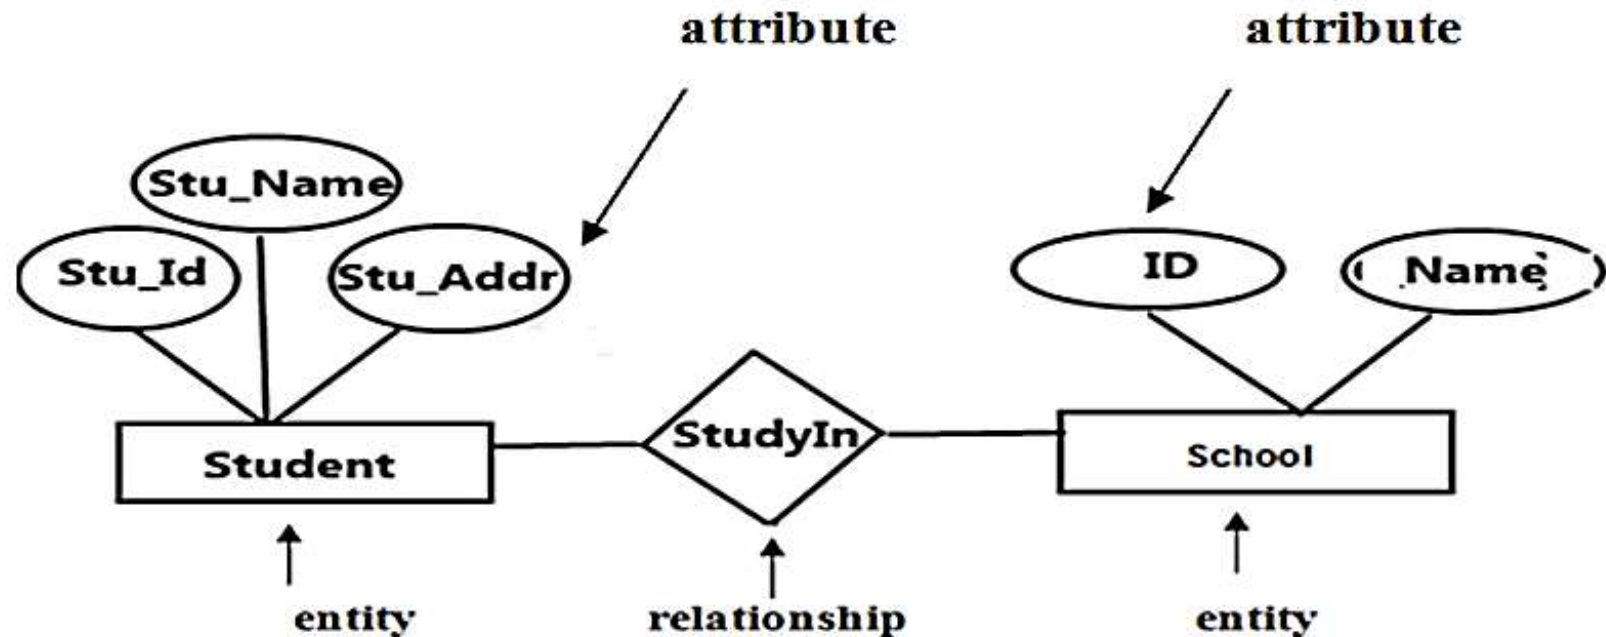 attribute
attribute
Stu_Name
Stu_Id
Stu_Addr
ID
Name
StudyIn
Student
School
entity
relationship
entity